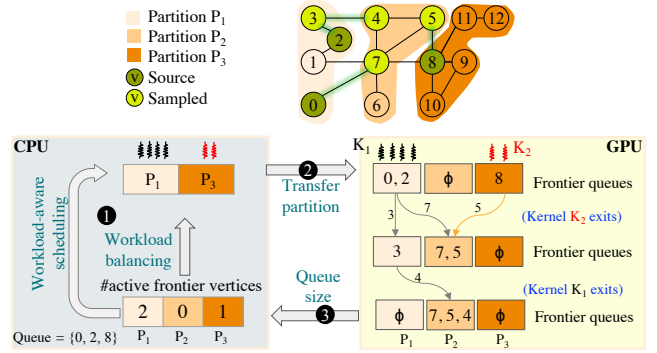 Partition P1
Partition P2
Partition P3
v Source
v Sampled
3 4 5 11 12
2
1 7 8 9
0 6 10
CPU
P1 P3
Workload-aware
scheduling
1
Workload
balancing
#active frontier vertices
2 0 1
Queue = {0, 2, 8} P1 P2 P3
2
Transfer
partition
Queue
size
3
K1 K2 GPU
0, 2 ϕ 8 Frontier queues
3 7 5 (Kernel K2 exits)
3 7, 5 ϕ Frontier queues
4 (Kernel K1 exits)
ϕ 7, 5, 4 ϕ Frontier queues
P1 P2 P3